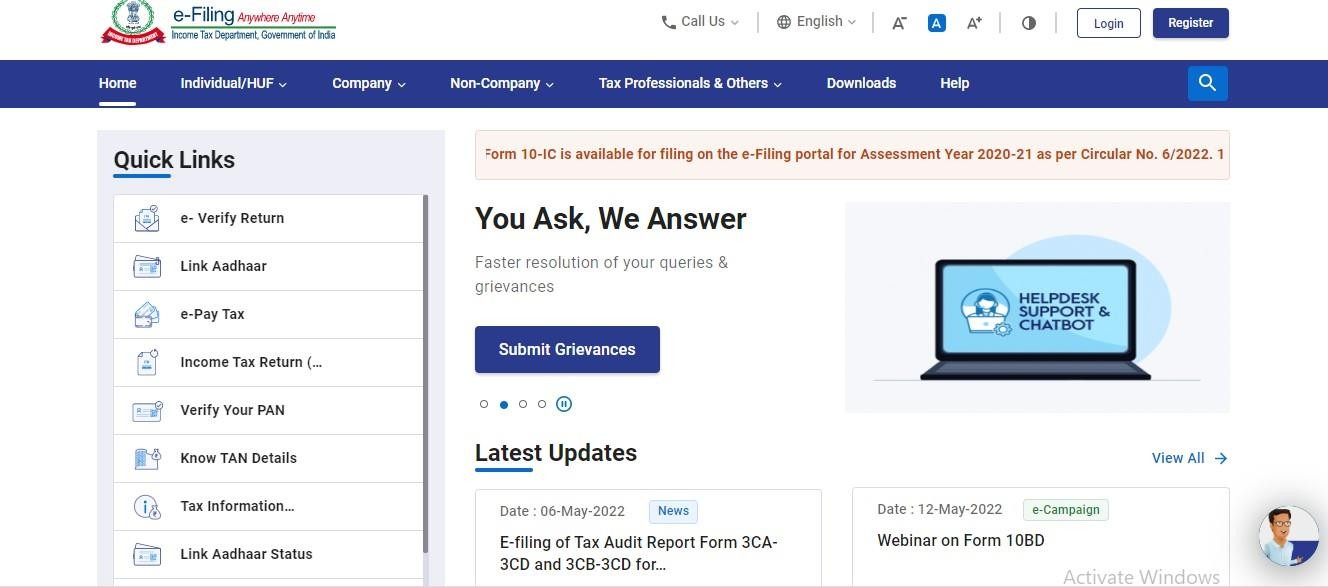 e-Filing Anywhere Anytime
Income Tax Department, Government of India
INCOME TAX DEPARTMENT
Call Us
English
A-
A
A+
Login
Register
Home
Individual/HUF
Company
Non-Company
Tax Professionals & Others
Downloads
Help
Quick Links
e- Verify Return
Link Aadhaar
e-Pay Tax
Income Tax Return (...
Verify Your PAN
Know TAN Details
Tax Information...
Link Aadhaar Status
Form 10-IC is available for filing on the e-Filing portal for Assessment Year 2020-21 as per Circular No. 6/2022. 1
You Ask, We Answer
Faster resolution of your queries &
grievances
Submit Grievances
HELPDESK
SUPPORT &
CHATBOT
Latest Updates
View All
Date : 06-May-2022
News
E-filing of Tax Audit Report Form 3CA-
3CD and 3CB-3CD for...
Date : 12-May-2022
e-Campaign
Webinar on Form 10BD
Activate Windows